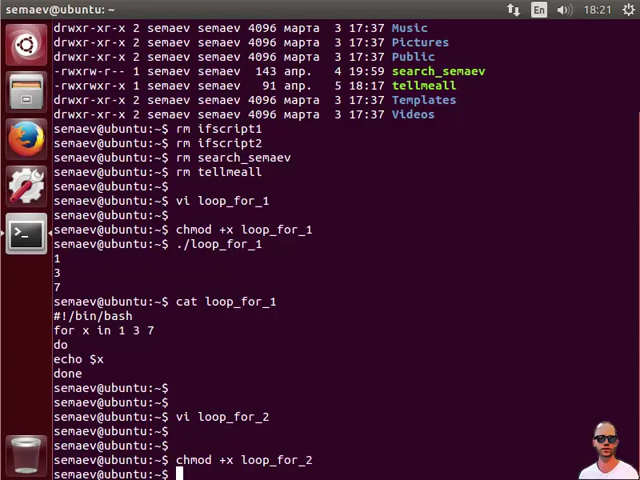 semaev@ubuntu: ~ En 18:21
drwxr-xr-x 2 semaev semaev 4096 марта 3 17:37 Music
drwxr-xr-x 2 semaev semaev 4096 марта 3 17:37 Pictures
drwxr-xr-x 2 semaev semaev 4096 марта 3 17:37 Public
-rwxrw-r-- 1 semaev semaev 143 апр. 4 19:59 search_semaev
-rwxrwxr-x 1 semaev semaev 91 апр. 5 18:17 tellmeall
drwxr-xr-x 2 semaev semaev 4096 марта 3 17:37 Templates
drwxr-xr-x 2 semaev semaev 4096 марта 3 17:37 Videos
semaev@ubuntu:~$ rm ifscript1
semaev@ubuntu:~$ rm ifscript2
semaev@ubuntu:~$ rm search_semaev
semaev@ubuntu:~$ rm tellmeall
semaev@ubuntu:~$
semaev@ubuntu:~$ vi loop_for_1
semaev@ubuntu:~$
semaev@ubuntu:~$ chmod +x loop_for_1
semaev@ubuntu:~$ ./loop_for_1
1
3
7
semaev@ubuntu:~$ cat loop_for_1
#!/bin/bash
for x in 1 3 7
do
echo $x
done
semaev@ubuntu:~$
semaev@ubuntu:~$
semaev@ubuntu:~$ vi loop_for_2
semaev@ubuntu:~$
semaev@ubuntu:~$
semaev@ubuntu:~$ chmod +x loop_for_2
semaev@ubuntu:~$